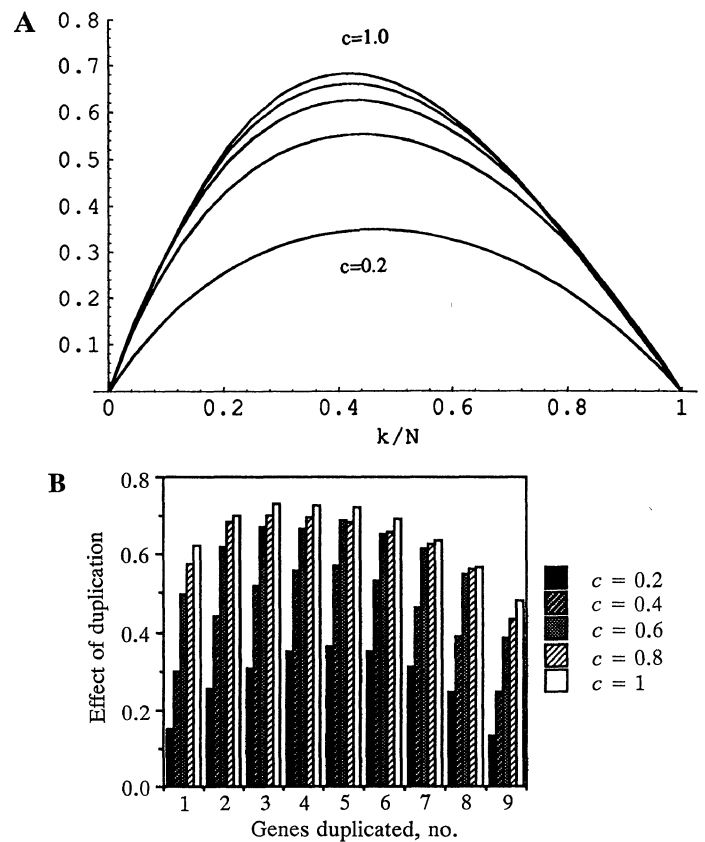 A
0.8
0.7
0.6
0.5
0.4
0.3
0.2
0.1
c=1.0
c=0.2
0 0.2 0.4 0.6 0.8 1
k/N
B
Effect of duplication
0.8
0.6
0.4
0.2
0.0
1 2 3 4 5 6 7 8 9
Genes duplicated, no.
c = 0.2
c = 0.4
c = 0.6
c = 0.8
c = 1